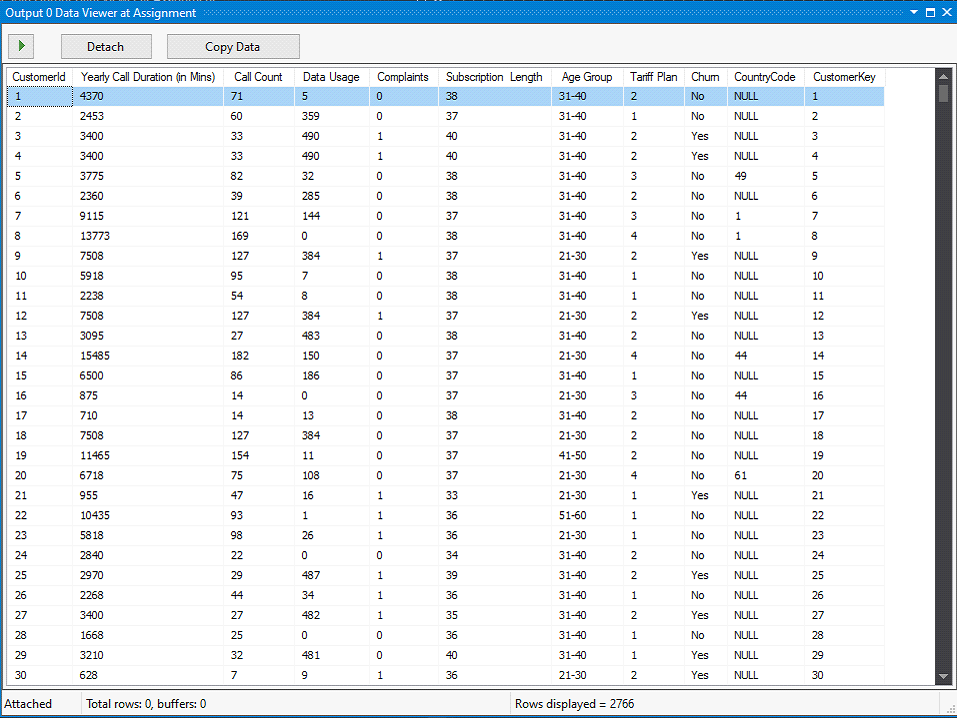 Output 0 Data Viewer at Assignment
Detach Copy Data
CustomerId Yearly Call Duration (in Mins) Call Count Data Usage Complaints Subscription Length Age Group Tariff Plan Churn CountryCode CustomerKey
1 4370 71 5 0 38 31-40 2 No NULL 1
2 2453 60 359 0 37 31-40 1 No NULL 2
3 3400 33 490 1 40 31-40 2 Yes NULL 3
4 3400 33 490 1 40 31-40 2 Yes NULL 4
5 3775 82 32 0 38 31-40 3 No 49 5
6 2360 39 285 0 38 31-40 2 No NULL 6
7 9115 121 144 0 37 31-40 3 No 1 7
8 13773 169 0 0 38 31-40 4 No 1 8
9 7508 127 384 1 37 21-30 2 Yes NULL 9
10 5918 95 7 0 38 31-40 1 No NULL 10
11 2238 54 8 0 38 31-40 1 No NULL 11
12 7508 127 384 1 37 21-30 2 Yes NULL 12
13 3095 27 483 0 38 31-40 2 No NULL 13
14 15485 182 150 0 37 21-30 4 No 44 14
15 6500 86 186 0 37 31-40 1 No NULL 15
16 875 14 0 0 37 21-30 3 No 44 16
17 710 14 13 0 38 31-40 2 No NULL 17
18 7508 127 384 0 37 21-30 2 No NULL 18
19 11465 154 11 0 37 41-50 2 No NULL 19
20 6718 75 108 0 37 21-30 4 No 61 20
21 955 47 16 1 33 21-30 1 Yes NULL 21
22 10435 93 1 1 36 51-60 1 No NULL 22
23 5818 98 26 1 36 21-30 1 No NULL 23
24 2840 22 0 0 34 31-40 2 No NULL 24
25 2970 29 487 1 39 31-40 2 Yes NULL 25
26 2268 44 34 1 36 31-40 1 No NULL 26
27 3400 27 482 1 35 31-40 2 Yes NULL 27
28 1668 25 0 0 36 31-40 1 No NULL 28
29 3210 32 481 0 40 31-40 1 Yes NULL 29
30 628 7 9 1 36 21-30 2 Yes NULL 30
Attached Total rows: 0, buffers: 0 Rows displayed = 2766